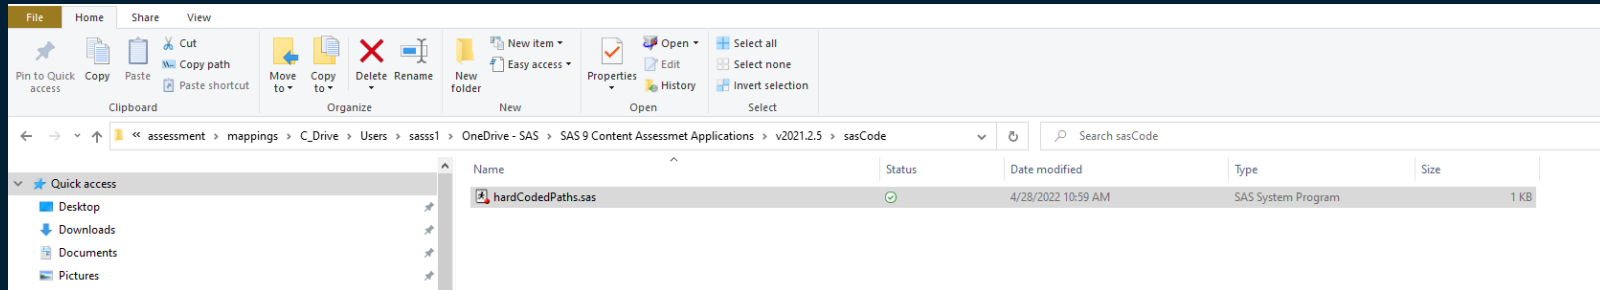 File Home Share View
Pin to Quick access
Copy
Paste
Cut
Copy path
Paste shortcut
Clipboard
Move to
Copy to
Delete
Rename
Organize
New folder
New item
Easy access
New
Properties
Open
Edit
History
Open
Select all
Select none
Invert selection
Select
« assessment › mappings › C_Drive › Users › sasss1 › OneDrive - SAS › SAS 9 Content Assessmet Applications › v2021.2.5 › sasCode
Search sasCode
Quick access
Desktop
Downloads
Documents
Pictures
Name Status Date modified Type Size
hardCodedPaths.sas 4/28/2022 10:59 AM SAS System Program 1 KB